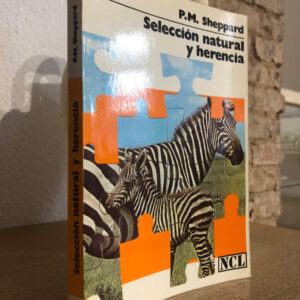 P.M. Sheppard
Selección natural
y herencia
NCL
Selección natural y herencia
P.M. Sheppard